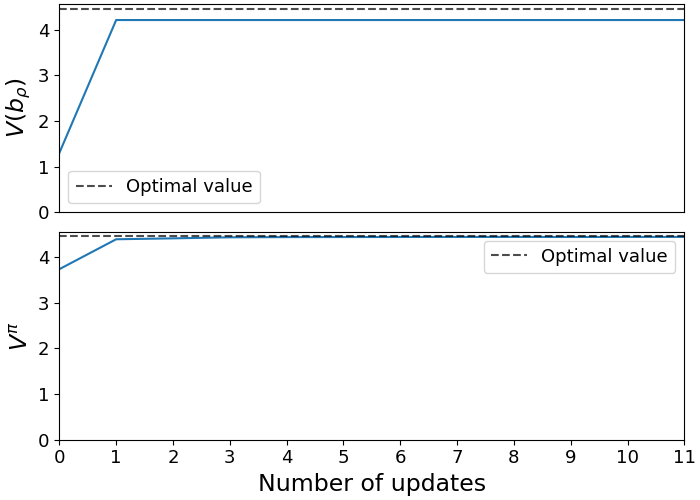 4
3
2
1
0
V(b_ρ)
Optimal value
4
3
2
1
0
V^π
Optimal value
0 1 2 3 4 5 6 7 8 9 10 11
Number of updates